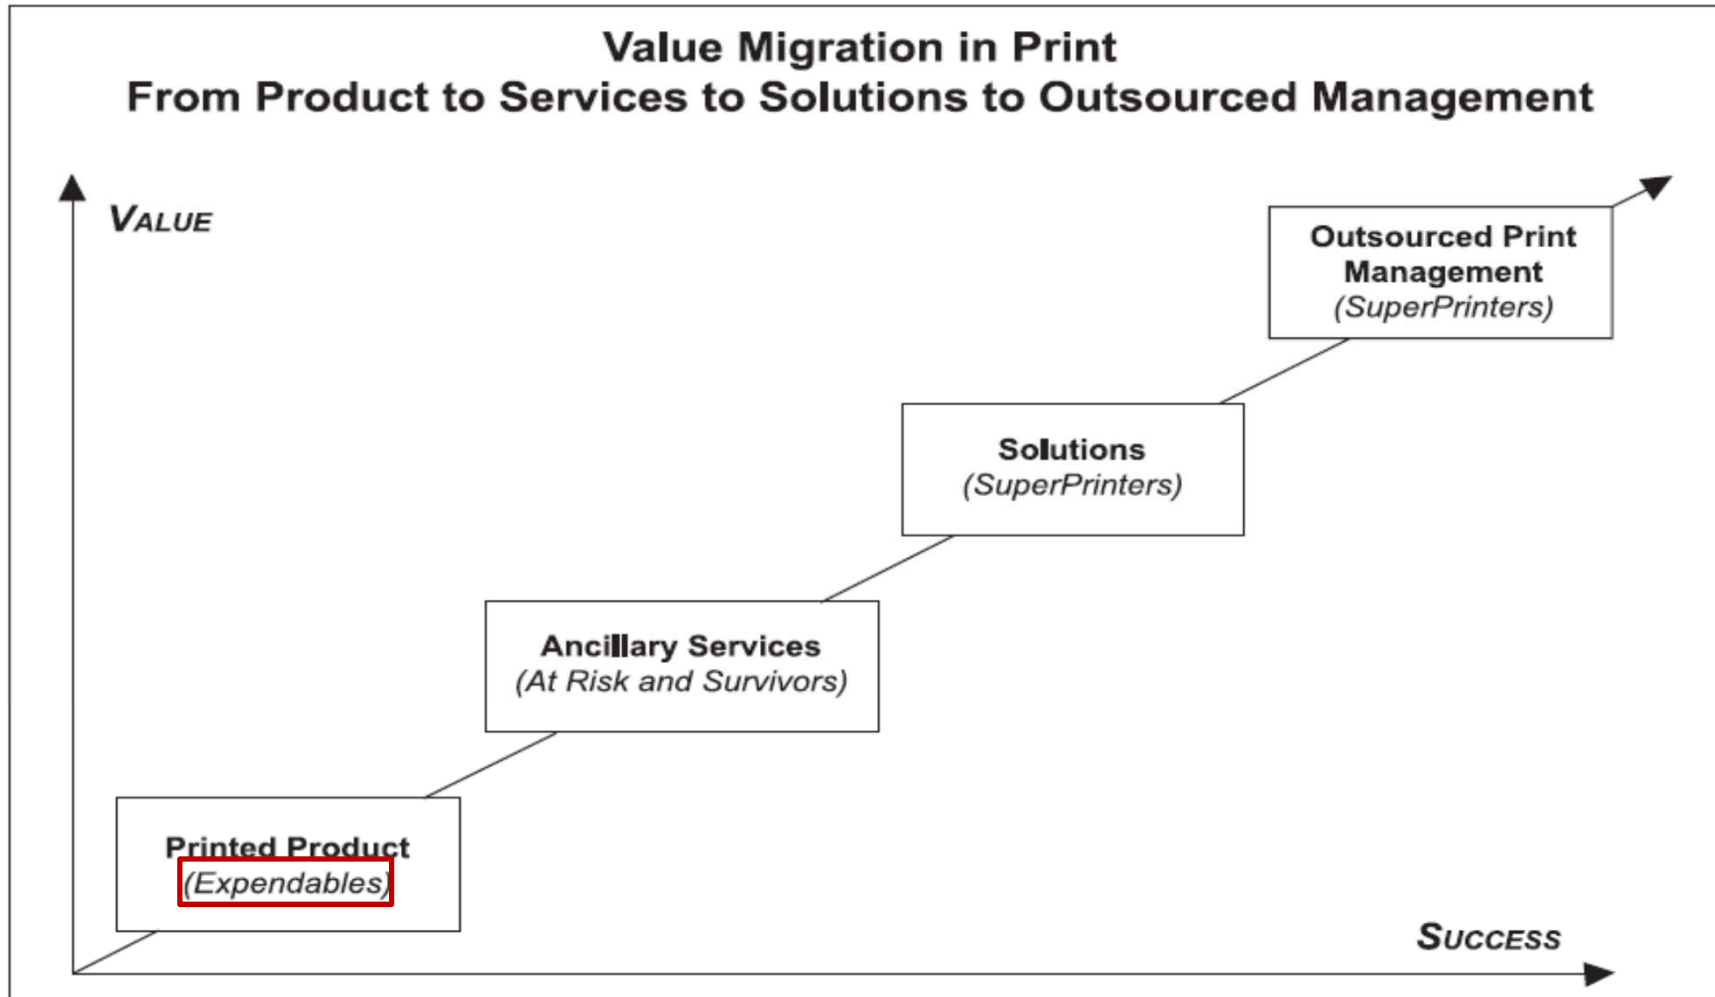 Value Migration in Print
From Product to Services to Solutions to Outsourced Management
VALUE
Outsourced Print
Management
(SuperPrinters)
Solutions
(SuperPrinters)
Ancillary Services
(At Risk and Survivors)
Printed Product
(Expendables)
SUCCESS